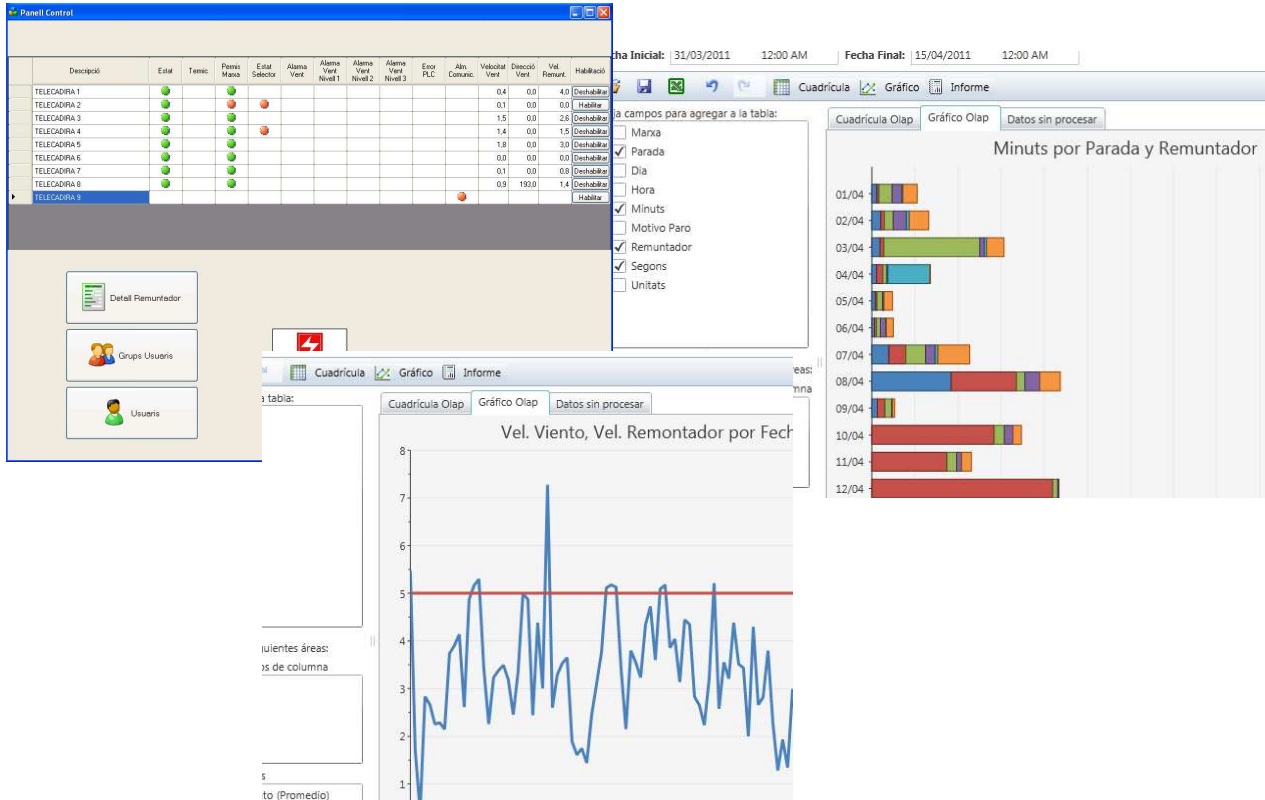 Panell Control
Descripció Estat Termic Permis Marxa Estat Selector Alarma Vent Alarma Vent Nivell 1 Alarma Vent Nivell 2 Alarma Vent Nivell 3 Error PLC Alm. Comunic. Velocitat Vent Direcció Vent Vel. Remunt. Habilitació
TELECADIRA 1 0,4 0,0 4,0 Deshabilitar
TELECADIRA 2 0,1 0,0 0,0 Habilitar
TELECADIRA 3 1,5 0,0 2,6 Deshabilitar
TELECADIRA 4 1,4 0,0 1,5 Deshabilitar
TELECADIRA 5 1,8 0,0 3,0 Deshabilitar
TELECADIRA 6 0,0 0,0 0,0 Deshabilitar
TELECADIRA 7 0,1 0,0 0,8 Deshabilitar
TELECADIRA 8 0,9 193,0 1,4 Deshabilitar
TELECADIRA 9 Habilitar
Detall Remuntador
Grups Usuaris
Usuaris
cha Inicial: 31/03/2011 12:00 AM Fecha Final: 15/04/2011 12:00 AM
Cuadrícula Gráfico Informe
ja campos para agregar a la tabla:
Marxa
Parada
Dia
Hora
Minuts
Motivo Paro
Remuntador
Segons
Unitats
eas:
mna
Cuadrícula Olap Gráfico Olap Datos sin procesar
Minuts por Parada y Remuntador
01/04
02/04
03/04
04/04
05/04
06/04
07/04
08/04
09/04
10/04
11/04
12/04
Cuadrícula Gráfico Informe
a tabla:
uientes áreas:
os de columna
s
to (Promedio)
Cuadrícula Olap Gráfico Olap Datos sin procesar
Vel. Viento, Vel. Remontador por Fech
8
7
6
5
4
3
2
1